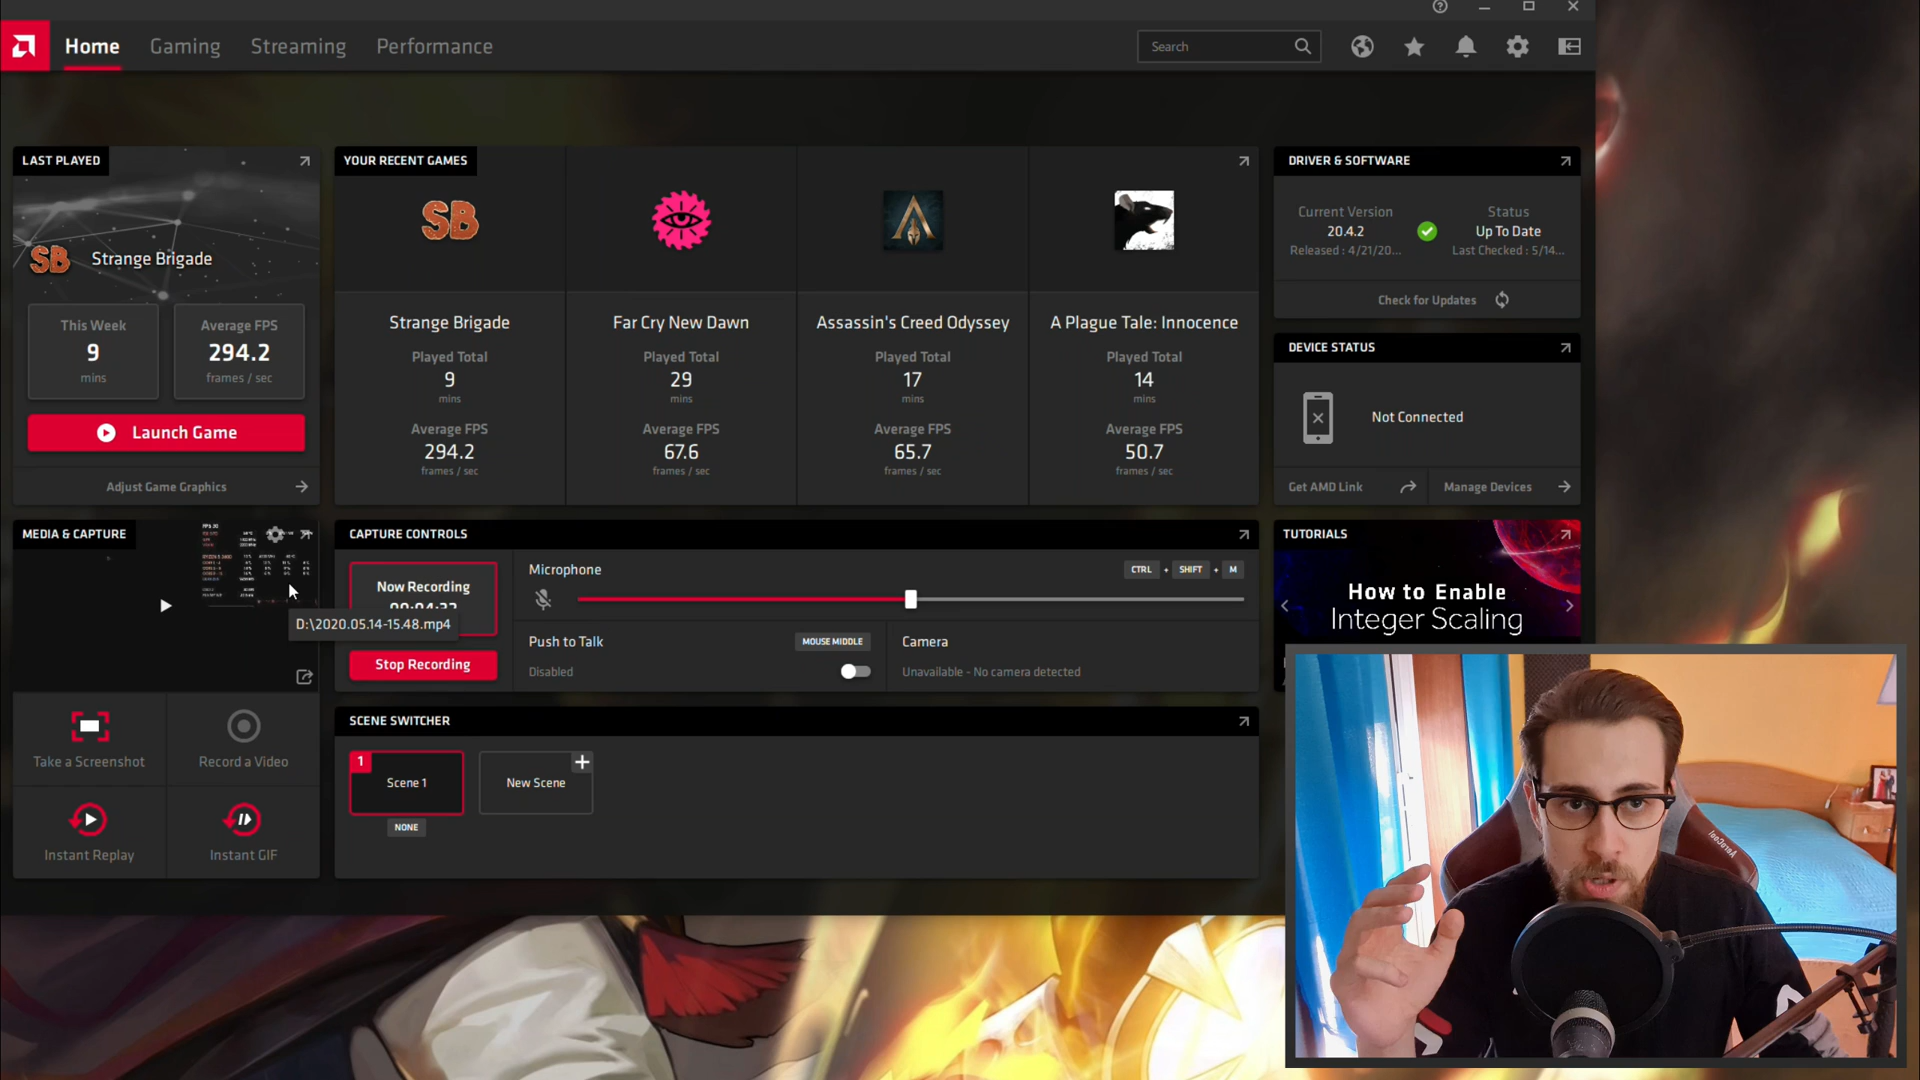 Home
Gaming
Streaming
Performance
Search
LAST PLAYED
SB
Strange Brigade
This Week
9
mins
Average FPS
294.2
frames / sec
Launch Game
Adjust Game Graphics
YOUR RECENT GAMES
SB
Strange Brigade
Played Total
9
mins
Average FPS
294.2
frames / sec
Far Cry New Dawn
Played Total
29
mins
Average FPS
67.6
frames / sec
Assassin's Creed Odyssey
Played Total
17
mins
Average FPS
65.7
frames / sec
A Plague Tale: Innocence
Played Total
14
mins
Average FPS
50.7
frames / sec
DRIVER & SOFTWARE
Current Version
20.4.2
Released : 4/21/20...
Status
Up To Date
Last Checked : 5/14...
Check for Updates
DEVICE STATUS
Not Connected
Get AMD Link
Manage Devices
MEDIA & CAPTURE
D:\2020.05.14-15.48.mp4
Take a Screenshot
Record a Video
Instant Replay
Instant GIF
CAPTURE CONTROLS
Now Recording
Stop Recording
Microphone
CTRL + SHIFT + M
Push to Talk
MOUSE MIDDLE
Disabled
Camera
Unavailable - No camera detected
SCENE SWITCHER
1
Scene 1
NONE
New Scene
TUTORIALS
How to Enable
Integer Scaling
AeroCool